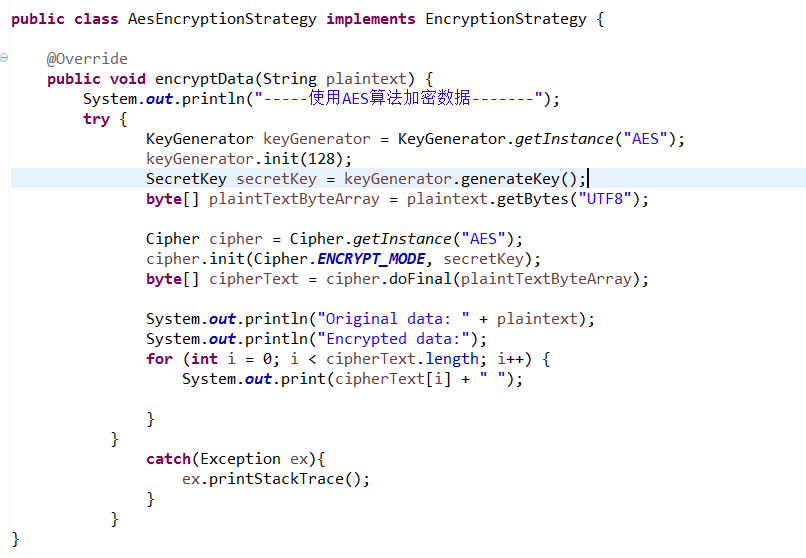 public class AesEncryptionStrategy implements EncryptionStrategy {
@Override
public void encryptData(String plaintext) {
System.out.println("-----使用AES算法加密数据-------");
try {
KeyGenerator keyGenerator = KeyGenerator.getInstance("AES");
keyGenerator.init(128);
SecretKey secretKey = keyGenerator.generateKey();
byte[] plaintTextByteArray = plaintext.getBytes("UTF8");
Cipher cipher = Cipher.getInstance("AES");
cipher.init(Cipher.ENCRYPT_MODE, secretKey);
byte[] cipherText = cipher.doFinal(plaintTextByteArray);
System.out.println("Original data: " + plaintext);
System.out.println("Encrypted data:");
for (int i = 0; i < cipherText.length; i++) {
System.out.print(cipherText[i] + " ");
}
}
catch(Exception ex){
ex.printStackTrace();
}
}
}